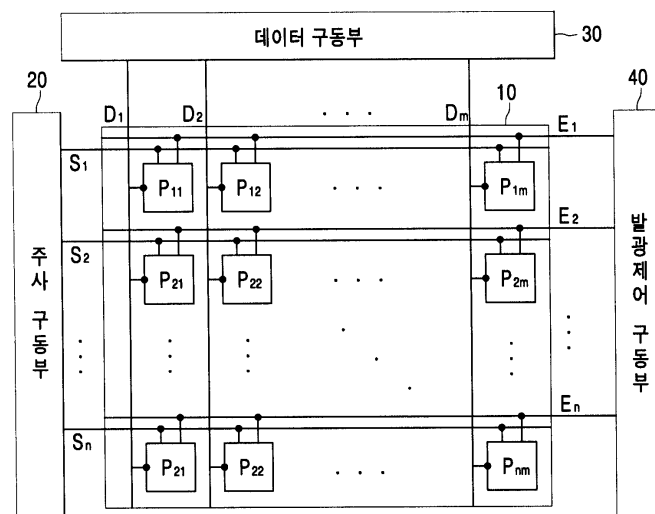 데이터 구동부
30
20
40
10
D1 D2 . . . Dm
E1
S1
P11 P12 . . . P1m
E2
S2
P21 P22 . . . P2m
주사 구동부
발광제어 구동부
En
Sn
P21 P22 . . . Pnm